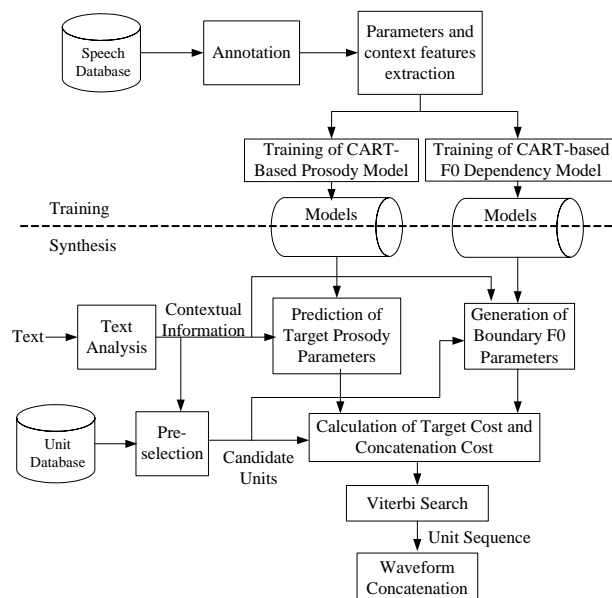 Speech
Database
Annotation
Parameters and
context features
extraction
Training of CART-
Based Prosody Model
Training of CART-based
F0 Dependency Model
Training
Models
Models
Synthesis
Text
Text
Analysis
Contextual
Information
Prediction of
Target Prosody
Parameters
Generation of
Boundary F0
Parameters
Unit
Database
Pre-
selection
Candidate
Units
Calculation of Target Cost and
Concatenation Cost
Viterbi Search
Unit Sequence
Waveform
Concatenation